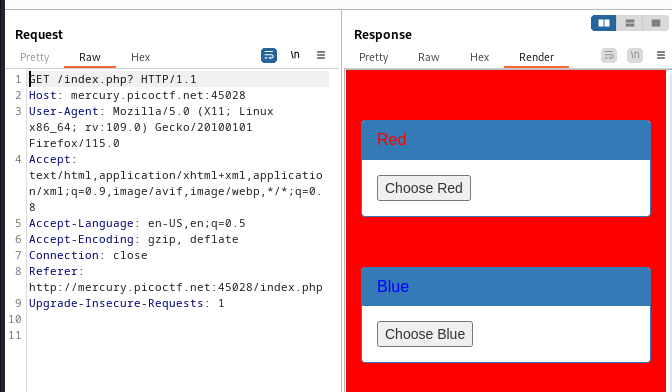 Request
Pretty Raw Hex
\n
1 GET /index.php? HTTP/1.1
2 Host: mercury.picoctf.net:45028
3 User-Agent: Mozilla/5.0 (X11; Linux
x86_64; rv:109.0) Gecko/20100101
Firefox/115.0
4 Accept:
text/html,application/xhtml+xml,applicatio
n/xml;q=0.9,image/avif,image/webp,*/*;q=0.
8
5 Accept-Language: en-US,en;q=0.5
6 Accept-Encoding: gzip, deflate
7 Connection: close
8 Referer:
http://mercury.picoctf.net:45028/index.php
9 Upgrade-Insecure-Requests: 1
10
11
Response
Pretty Raw Hex Render
\n
Red
Choose Red
Blue
Choose Blue